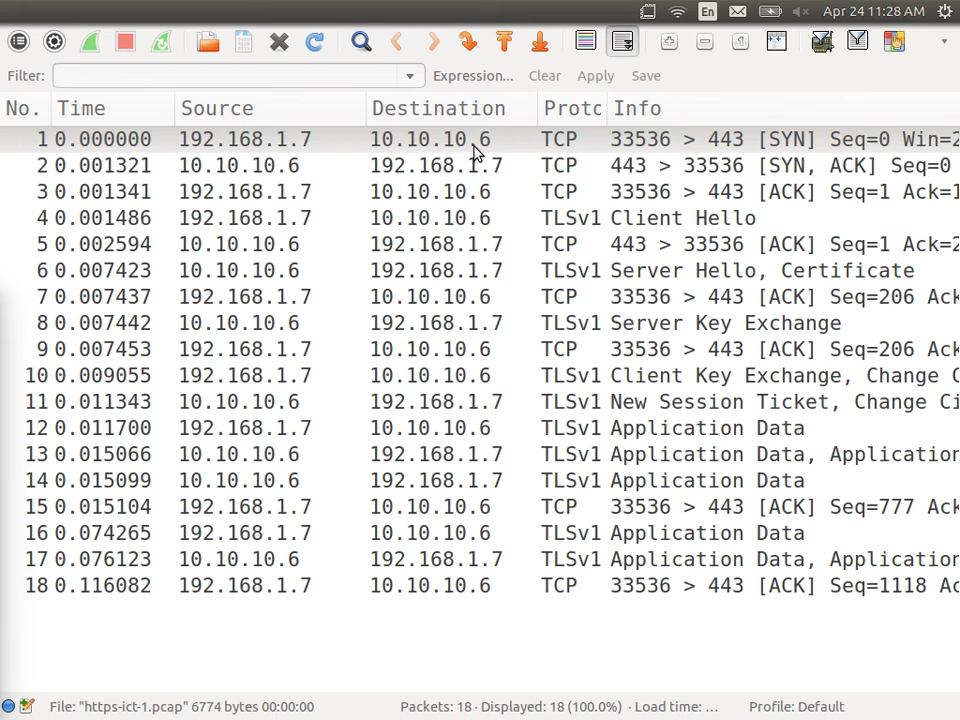 En Apr 24 11:28 AM
Filter: Expression... Clear Apply Save
No. Time Source Destination Protc Info
1 0.000000 192.168.1.7 10.10.10.6 TCP 33536 > 443 [SYN] Seq=0 Win=2
2 0.001321 10.10.10.6 192.168.1.7 TCP 443 > 33536 [SYN, ACK] Seq=0
3 0.001341 192.168.1.7 10.10.10.6 TCP 33536 > 443 [ACK] Seq=1 Ack=1
4 0.001486 192.168.1.7 10.10.10.6 TLSv1 Client Hello
5 0.002594 10.10.10.6 192.168.1.7 TCP 443 > 33536 [ACK] Seq=1 Ack=2
6 0.007423 10.10.10.6 192.168.1.7 TLSv1 Server Hello, Certificate
7 0.007437 192.168.1.7 10.10.10.6 TCP 33536 > 443 [ACK] Seq=206 Ack
8 0.007442 10.10.10.6 192.168.1.7 TLSv1 Server Key Exchange
9 0.007453 192.168.1.7 10.10.10.6 TCP 33536 > 443 [ACK] Seq=206 Ack
10 0.009055 192.168.1.7 10.10.10.6 TLSv1 Client Key Exchange, Change C
11 0.011343 10.10.10.6 192.168.1.7 TLSv1 New Session Ticket, Change Ci
12 0.011700 192.168.1.7 10.10.10.6 TLSv1 Application Data
13 0.015066 10.10.10.6 192.168.1.7 TLSv1 Application Data, Application
14 0.015099 10.10.10.6 192.168.1.7 TLSv1 Application Data
15 0.015104 192.168.1.7 10.10.10.6 TCP 33536 > 443 [ACK] Seq=777 Ack
16 0.074265 192.168.1.7 10.10.10.6 TLSv1 Application Data
17 0.076123 10.10.10.6 192.168.1.7 TLSv1 Application Data, Application
18 0.116082 192.168.1.7 10.10.10.6 TCP 33536 > 443 [ACK] Seq=1118 Ac
File: "https-ict-1.pcap" 6774 bytes 00:00:00 Packets: 18 · Displayed: 18 (100.0%) · Load time: ... Profile: Default